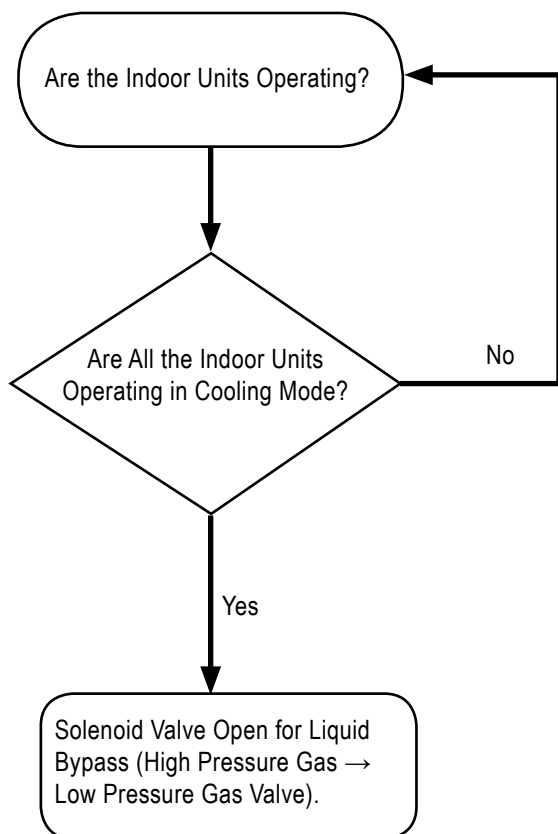 Are the Indoor Units Operating?
Are All the Indoor Units
Operating in Cooling Mode?
No
Yes
Solenoid Valve Open for Liquid
Bypass (High Pressure Gas →
Low Pressure Gas Valve).